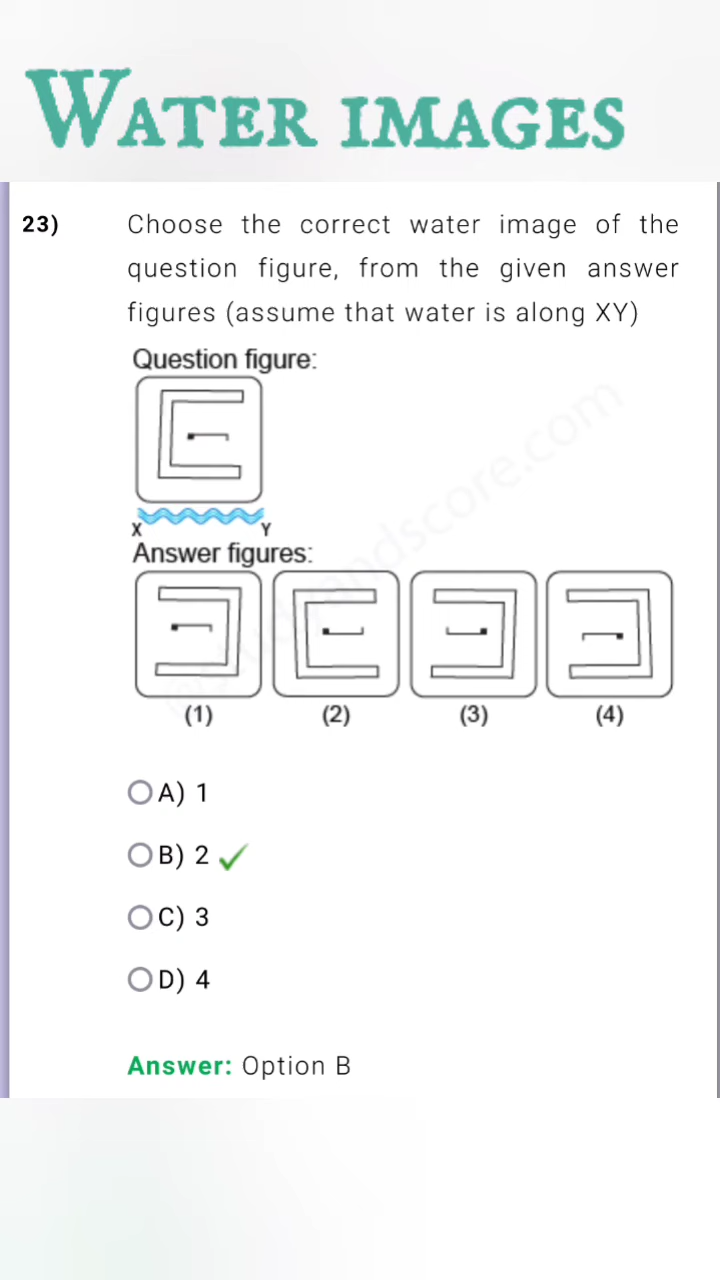 WATER IMAGES
23) Choose the correct water image of the
question figure, from the given answer
figures (assume that water is along XY)
Question figure:
X Y
Answer figures:
(1) (2) (3) (4)
A) 1
B) 2
C) 3
D) 4
Answer: Option B